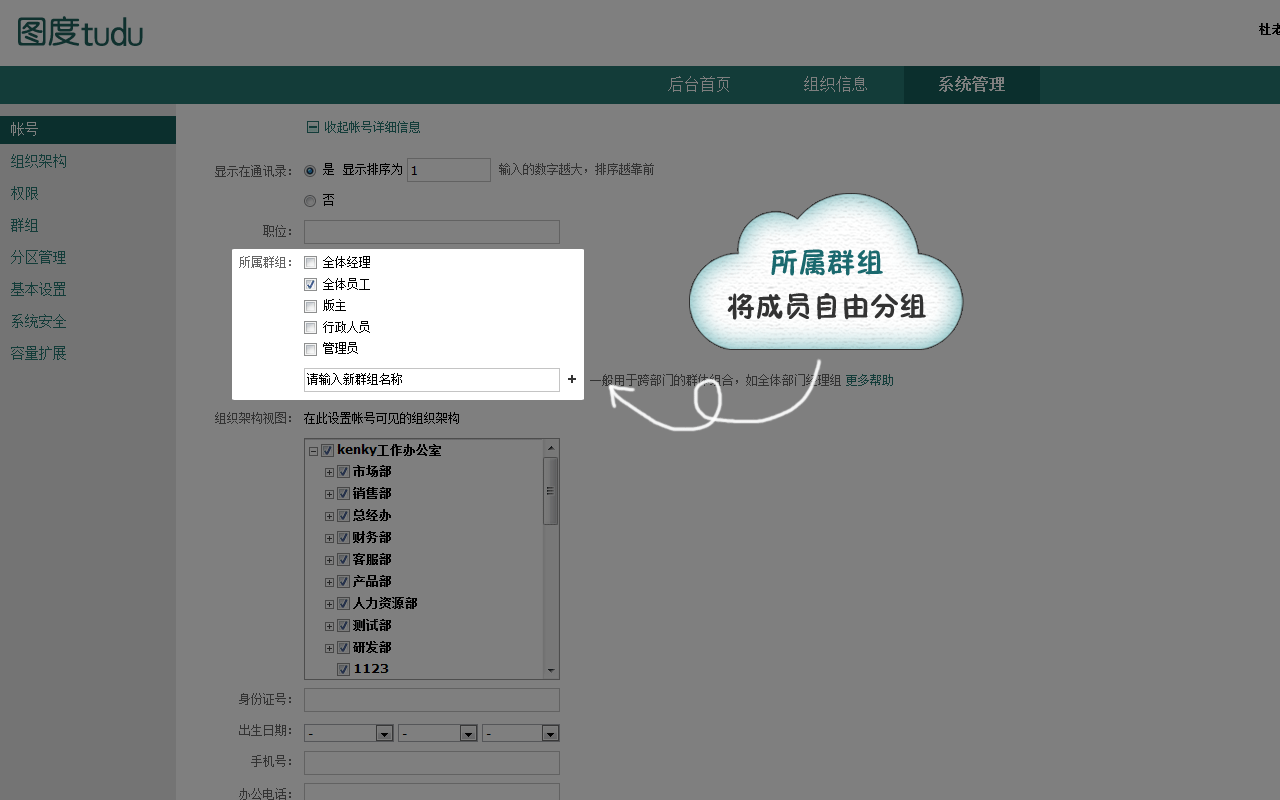 图度tudu
杜老
后台首页
组织信息
系统管理
帐号
组织架构
权限
群组
分区管理
基本设置
系统安全
容量扩展
收起帐号详细信息
显示在通讯录： 是 显示排序为 1 输入的数字越大，排序越靠前
否
职位：
所属群组： 全体经理
全体员工
版主
行政人员
管理员
请输入新群组名称 + 一般用于跨部门的群体组合，如全体部门经理组 更多帮助
所属群组
将成员自由分组
组织架构视图： 在此设置帐号可见的组织架构
kenky工作办公室
市场部
销售部
总经办
财务部
客服部
产品部
人力资源部
测试部
研发部
1123
身份证号：
出生日期： - - -
手机号：
办公电话：